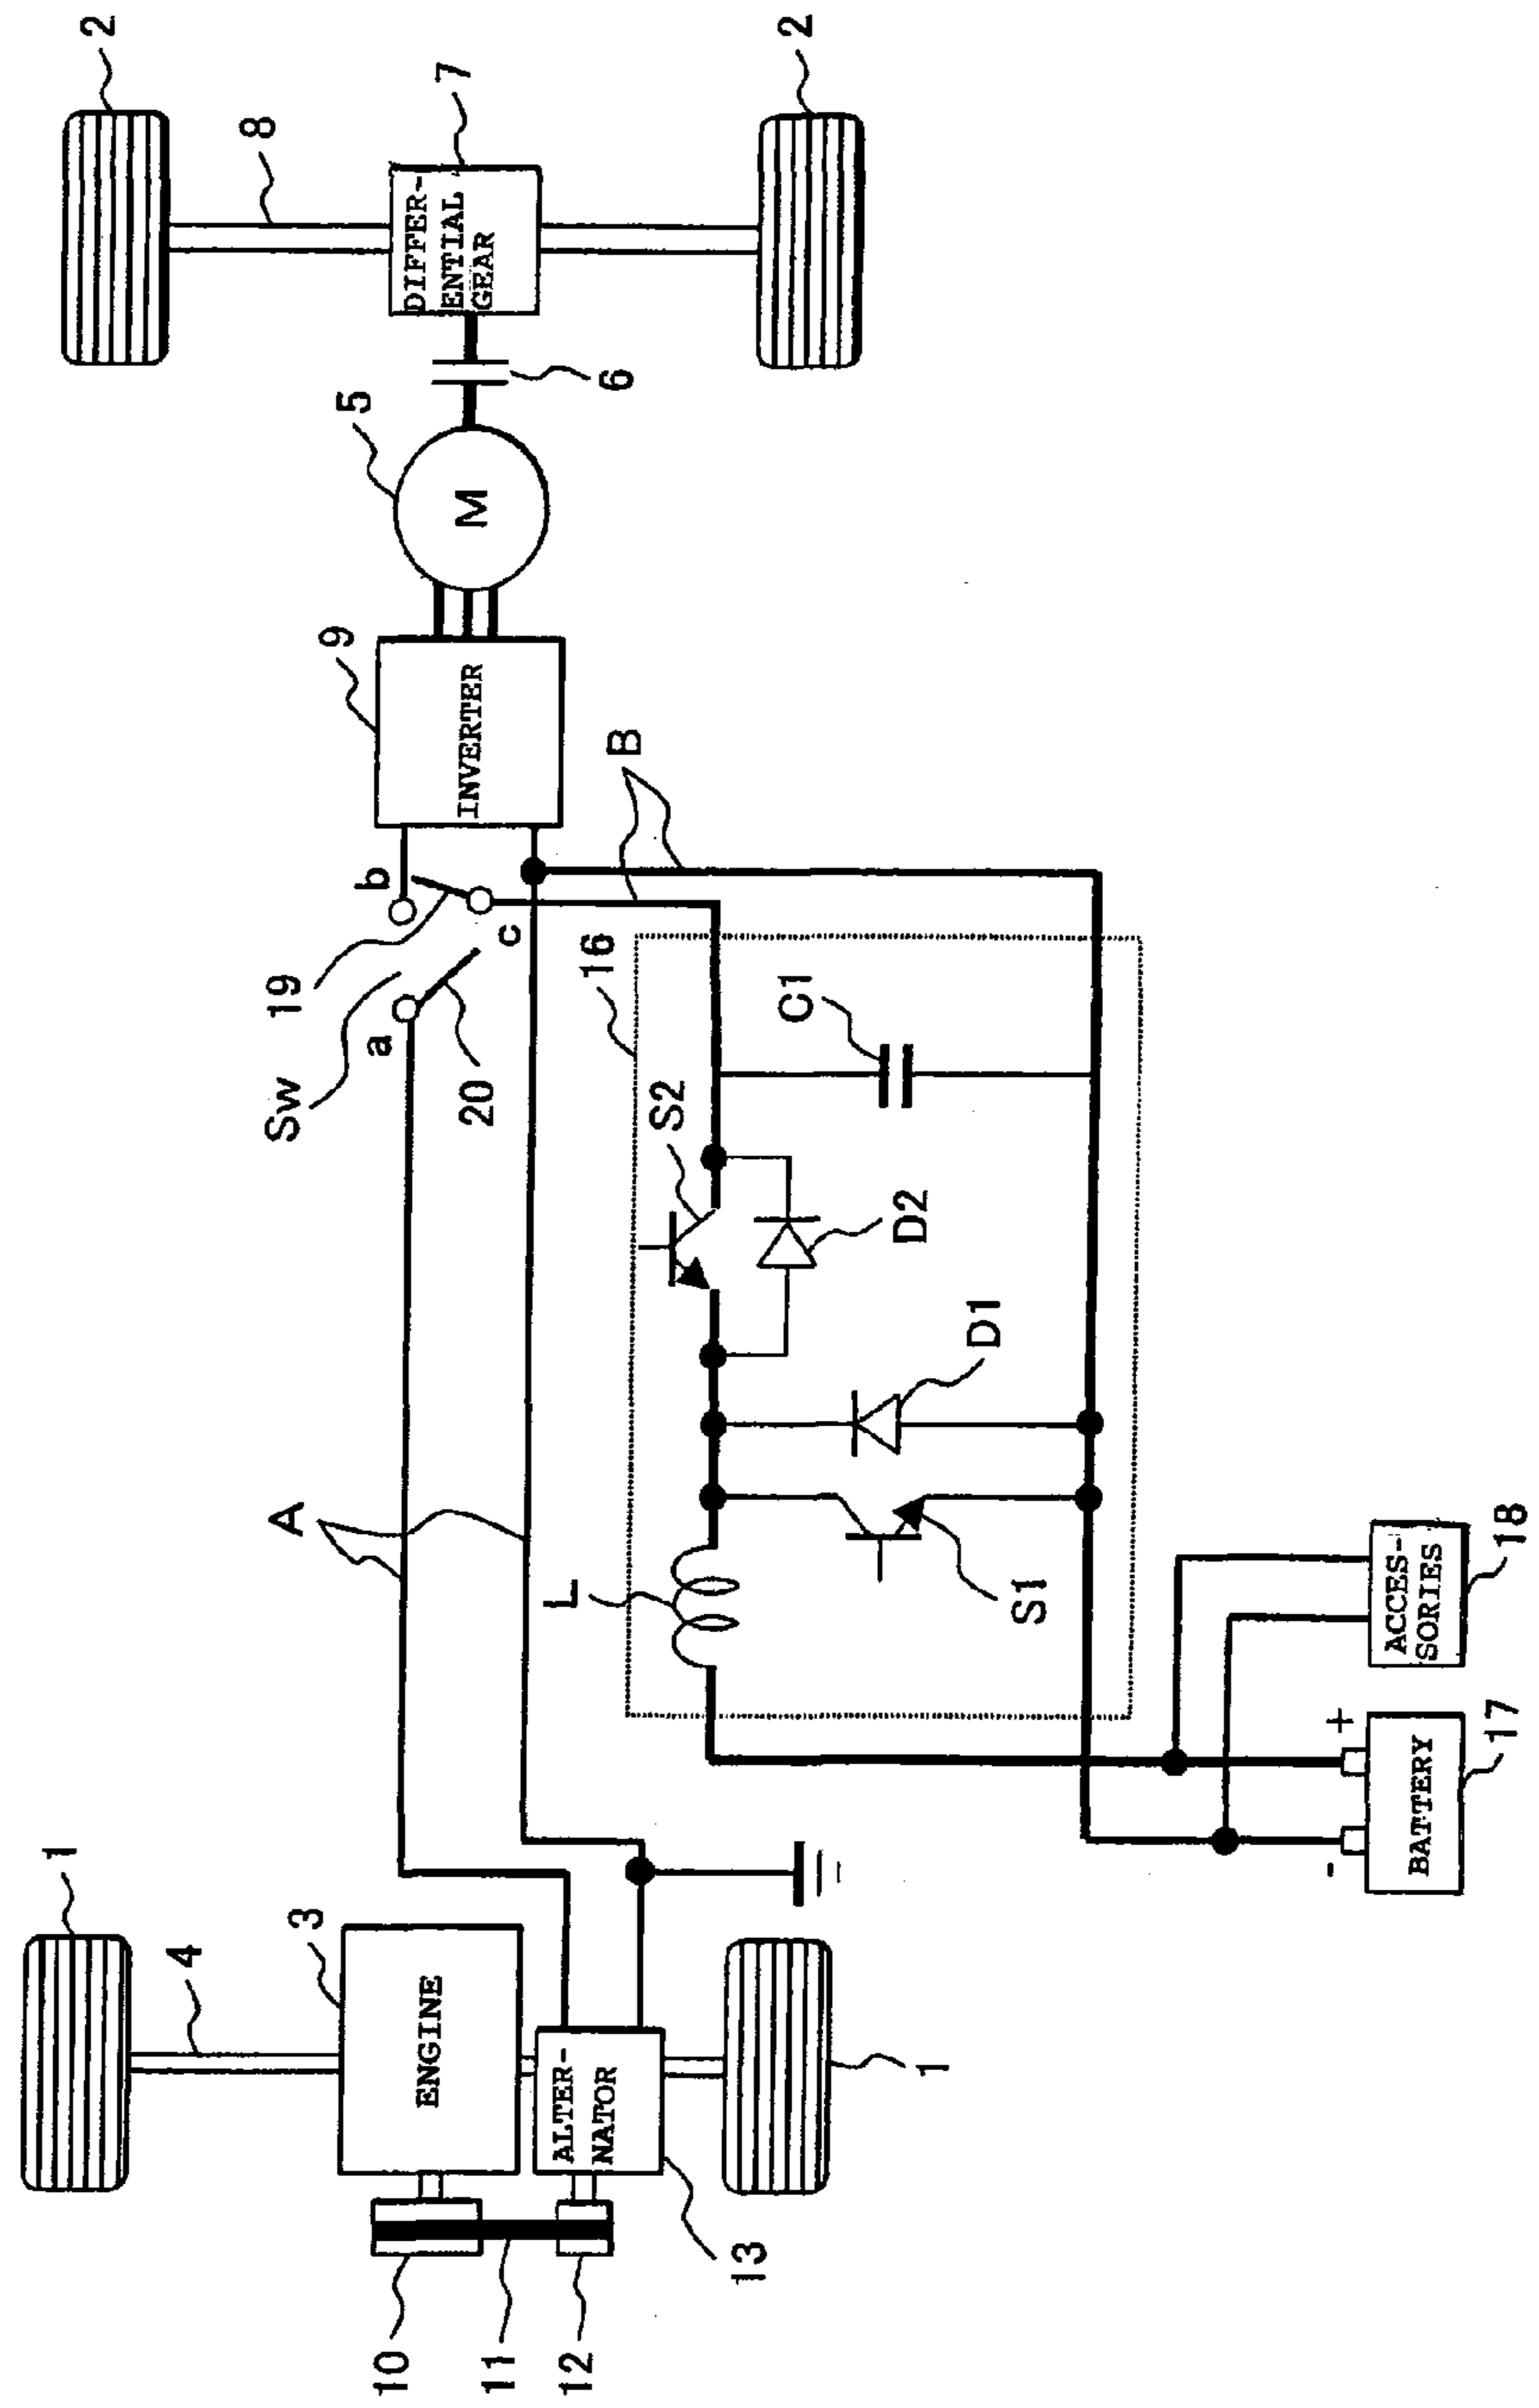 1
2
4
8
A
Sw
19
3
9
5
b
a
7
DIFFER-
ENTIAL
GEAR
10
ENGINE
INVERTER
M
20
11
c
L
ALTER-
NATOR
12
16
6
B
S2
13
C1
2
D2
1
D1
S1
-
+
BATTERY
ACCES-
SORIES
17
18